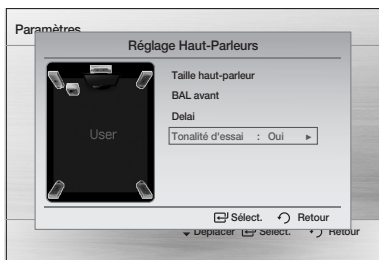 Paramètres
Réglage Haut-Parleurs
Taille haut-parleur
BAL avant
Delai
User
Tonalité d'essai : Oui ►
Sélect. Retour
Déplacer Sélect. Retour